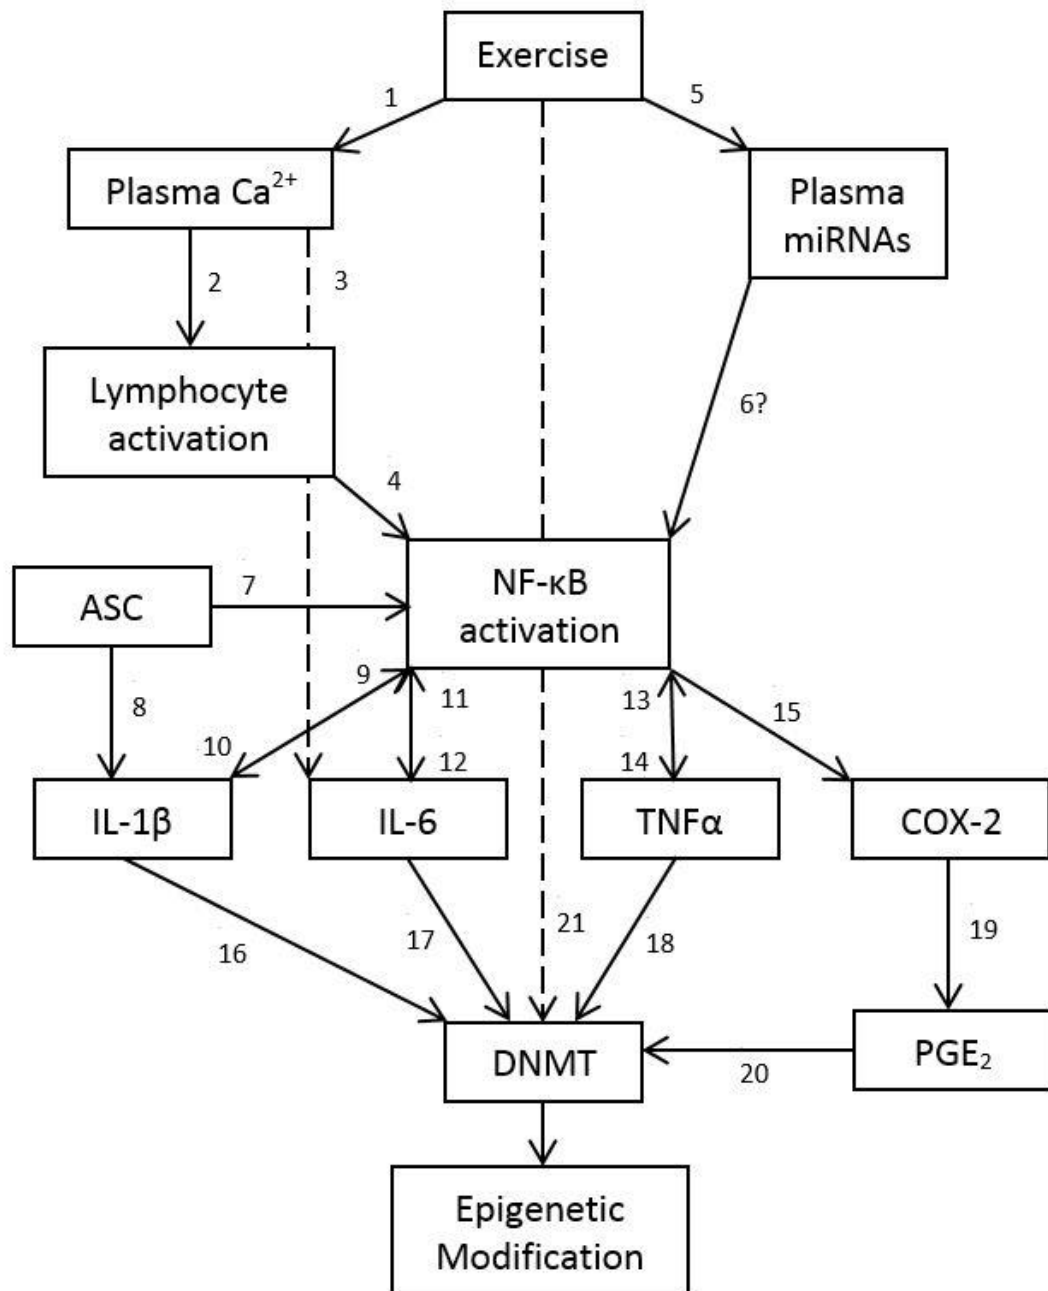 Exercise
1
5
Plasma Ca²⁺
Plasma
miRNAs
2
3
Lymphocyte
activation
6?
4
NF-κB
activation
ASC
7
8
9
10
11
12
13
14
15
IL-1β
IL-6
TNFα
COX-2
16
17
21
18
19
DNMT
PGE₂
20
Epigenetic
Modification